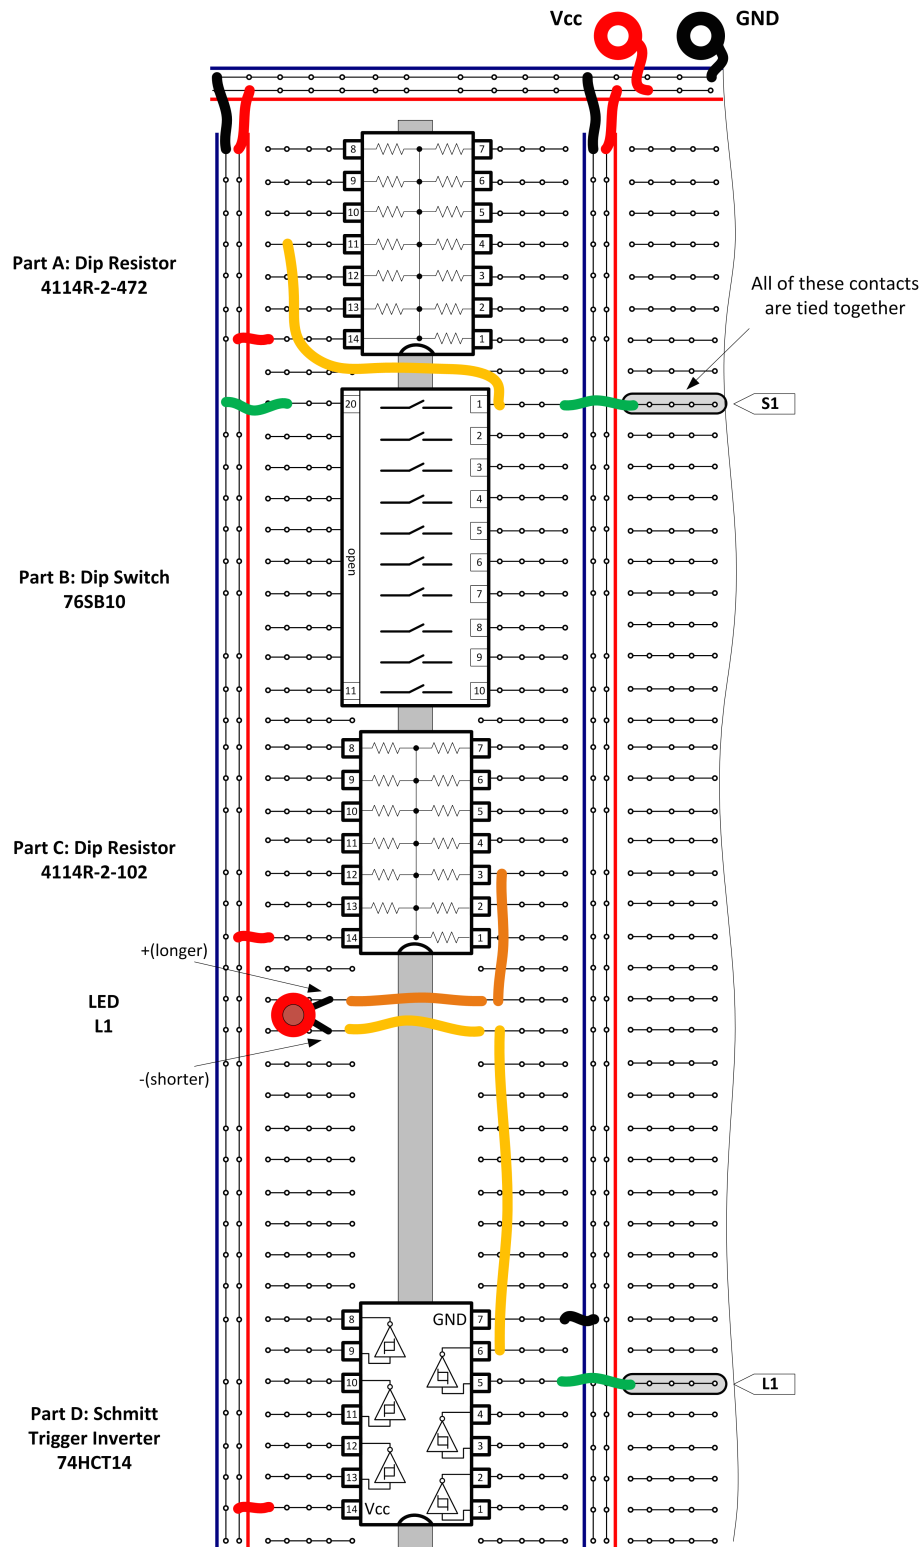 Vcc
GND
8 7
9 6
10 5
11 4
12 3
13 2
14 1
Part A: Dip Resistor
4114R-2-472
All of these contacts
are tied together
20 1
S1
2
3
4
open
5
6
7
8
9
11 10
Part B: Dip Switch
76SB10
8 7
9 6
10 5
11 4
12 3
13 2
14 1
Part C: Dip Resistor
4114R-2-102
+(longer)
LED
L1
-(shorter)
8 GND 7
9 6
10 5
L1
11 4
12 3
13 2
14 Vcc 1
Part D: Schmitt
Trigger Inverter
74HCT14